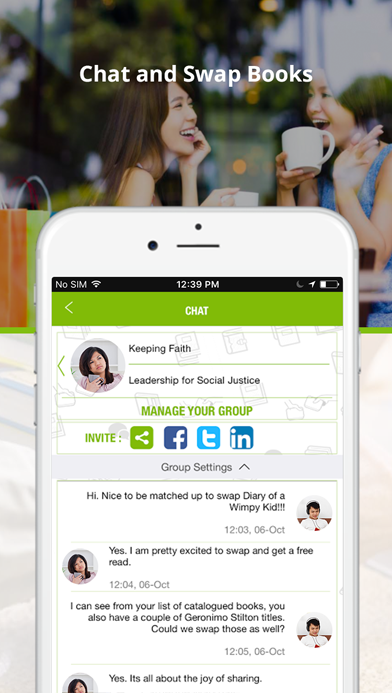 Chat and Swap Books
No SIM 12:39 PM
CHAT
Keeping Faith
Leadership for Social Justice
MANAGE YOUR GROUP
INVITE :
Group Settings
Hi. Nice to be matched up to swap Diary of a
Wimpy Kid!!!
12:03, 06-Oct
Yes. I am pretty excited to swap and get a free
read.
12:04, 06-Oct
I can see from your list of catalogued books, you
also have a couple of Geronimo Stilton titles.
Could we swap those as well?
12:05, 06-Oct
Yes. Its all about the joy of sharing.